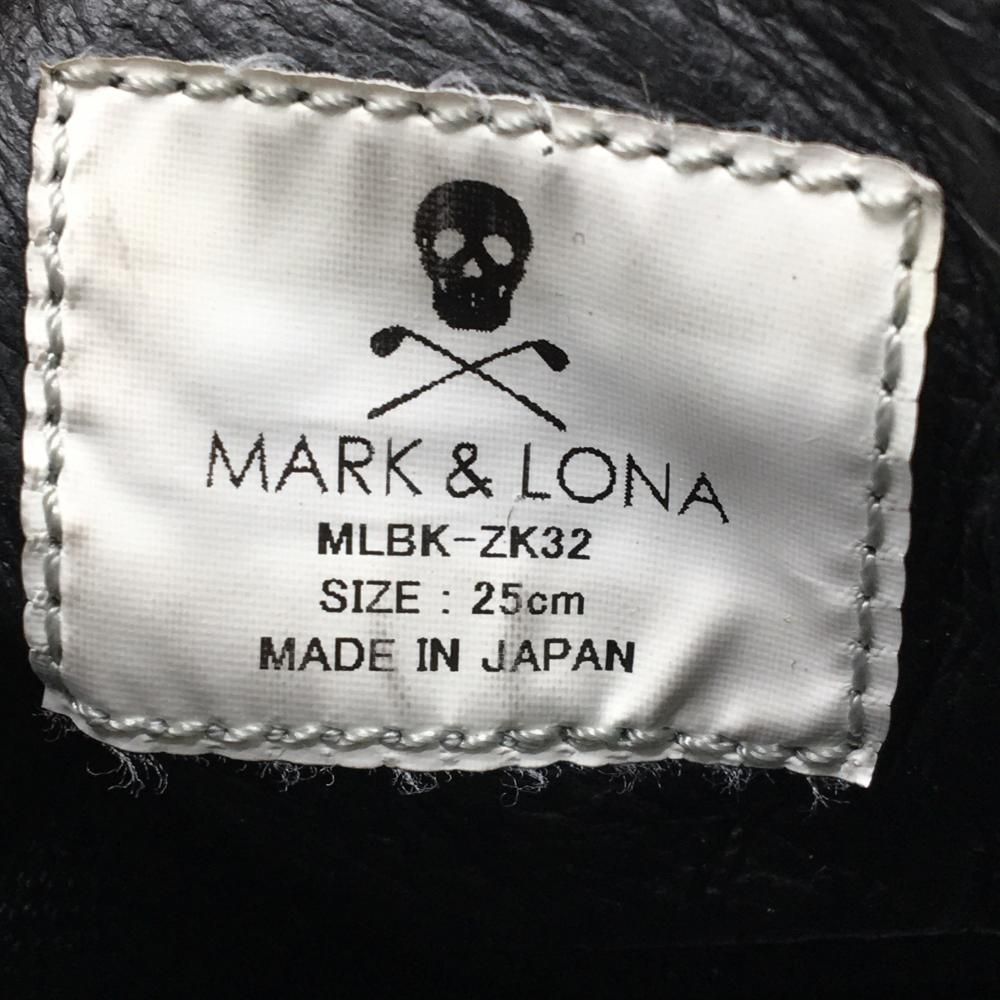 MARK & LONA
MLBK-ZK32
SIZE : 25cm
MADE IN JAPAN